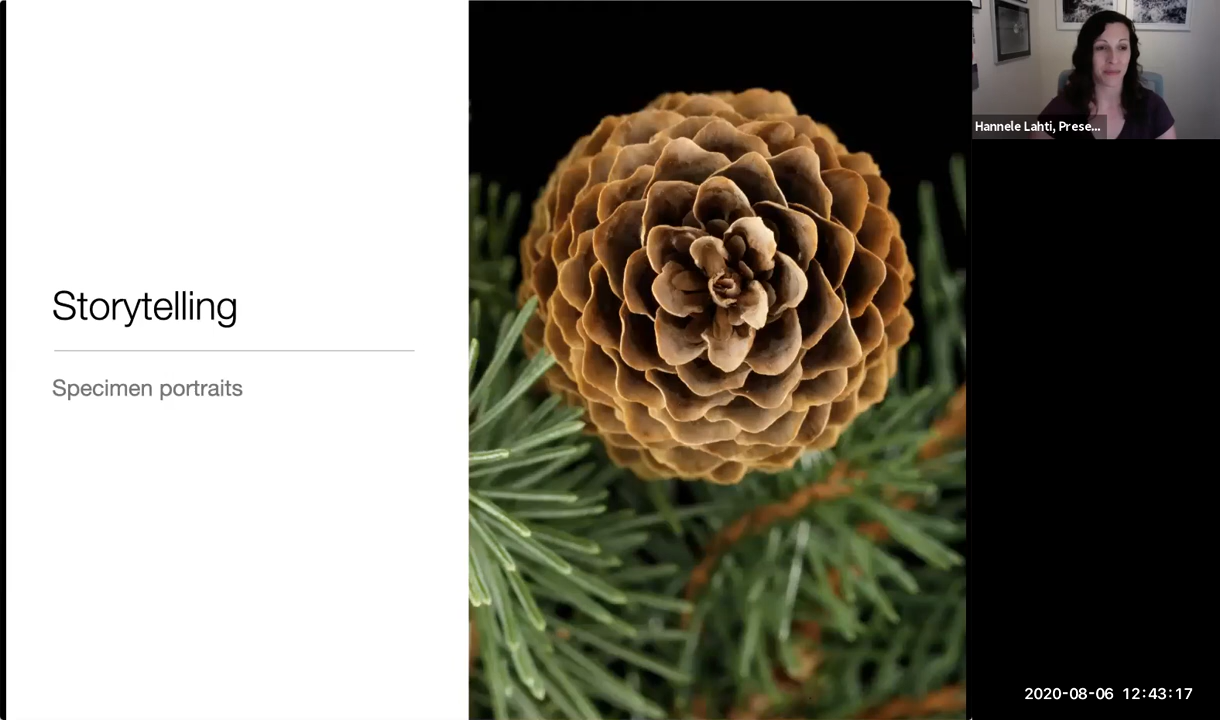 Storytelling
Specimen portraits
Hannele Lahti, Prese...
2020-08-06 12:43:17